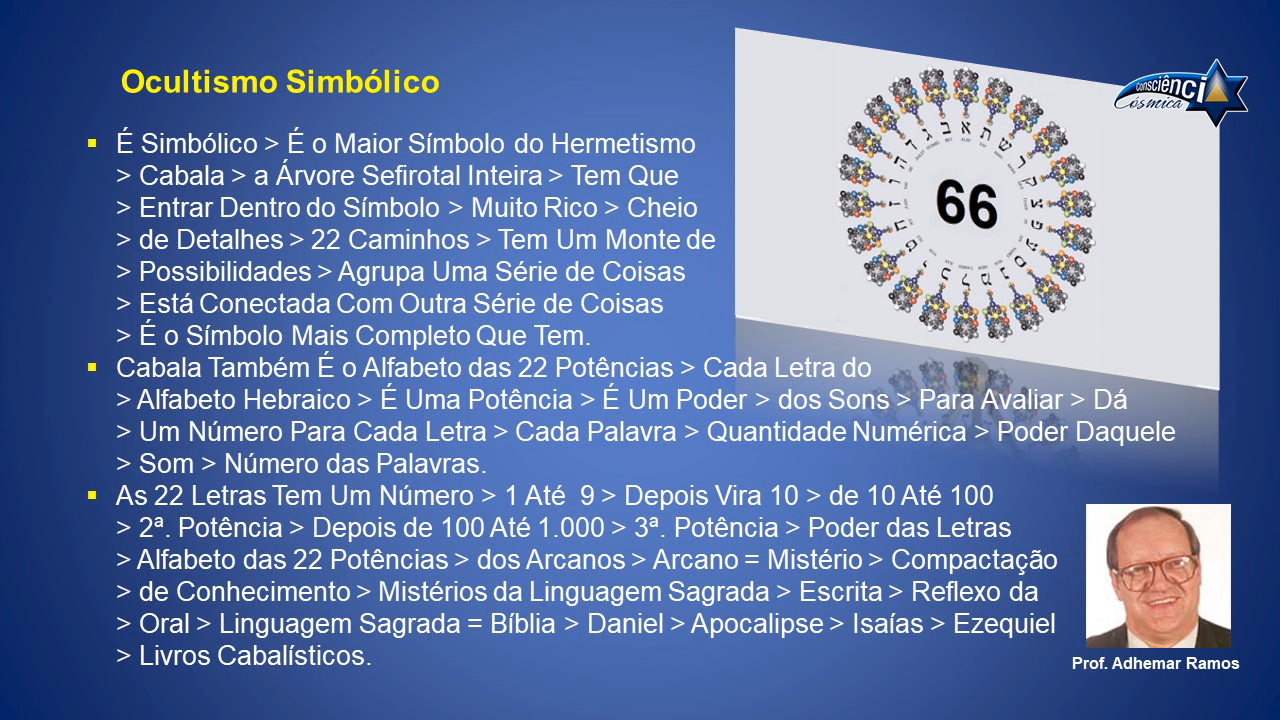 Ocultismo Simbólico
consciência
Cósmica
66
▪ É Simbólico > É o Maior Símbolo do Hermetismo
> Cabala > a Árvore Sefirotal Inteira > Tem Que
> Entrar Dentro do Símbolo > Muito Rico > Cheio
> de Detalhes > 22 Caminhos > Tem Um Monte de
> Possibilidades > Agrupa Uma Série de Coisas
> Está Conectada Com Outra Série de Coisas
> É o Símbolo Mais Completo Que Tem.
▪ Cabala Também É o Alfabeto das 22 Potências > Cada Letra do
> Alfabeto Hebraico > É Uma Potência > É Um Poder > dos Sons > Para Avaliar > Dá
> Um Número Para Cada Letra > Cada Palavra > Quantidade Numérica > Poder Daquele
> Som > Número das Palavras.
▪ As 22 Letras Tem Um Número > 1 Até  9 > Depois Vira 10 > de 10 Até 100
> 2ª. Potência > Depois de 100 Até 1.000 > 3ª. Potência > Poder das Letras
> Alfabeto das 22 Potências > dos Arcanos > Arcano = Mistério > Compactação
> de Conhecimento > Mistérios da Linguagem Sagrada > Escrita > Reflexo da
> Oral > Linguagem Sagrada = Bíblia > Daniel > Apocalipse > Isaías > Ezequiel
> Livros Cabalísticos.
Prof. Adhemar Ramos